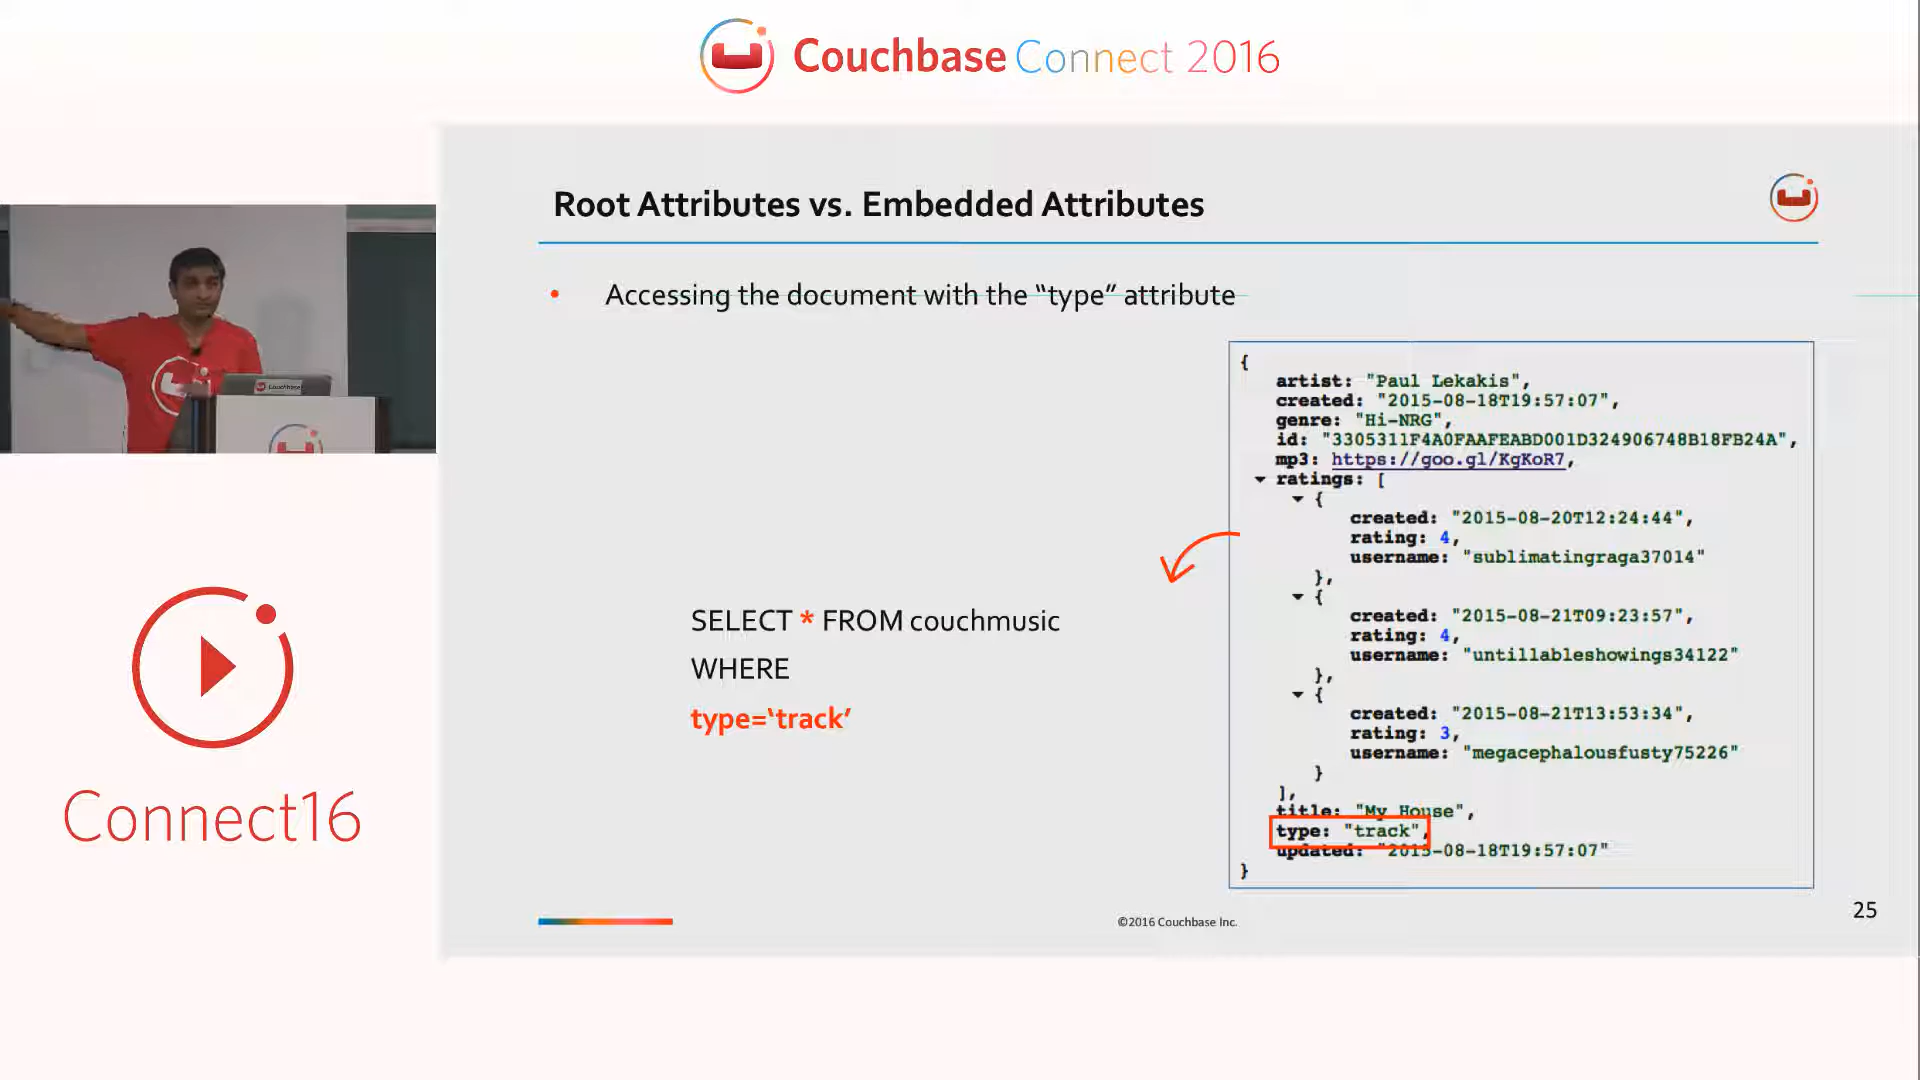 Couchbase Connect 2016
Root Attributes vs. Embedded Attributes
• Accessing the document with the “type” attribute
SELECT * FROM couchmusic
WHERE
type=‘track’
{
artist: "Paul Lekakis",
created: "2015-08-18T19:57:07",
genre: "Hi-NRG",
id: "3305311F4A0FAAFEABD001D324906748B18FB24A",
mp3: https://goo.gl/KgKoR7,
ratings: [
{
created: "2015-08-20T12:24:44",
rating: 4,
username: "sublimatingraga37014"
},
{
created: "2015-08-21T09:23:57",
rating: 4,
username: "untillableshowings34122"
},
{
created: "2015-08-21T13:53:34",
rating: 3,
username: "megacephalousfusty75226"
}
],
title: "My House",
type: "track",
updated: "2015-08-18T19:57:07"
}
©2016 Couchbase Inc.
25
Couchbase
Connect16